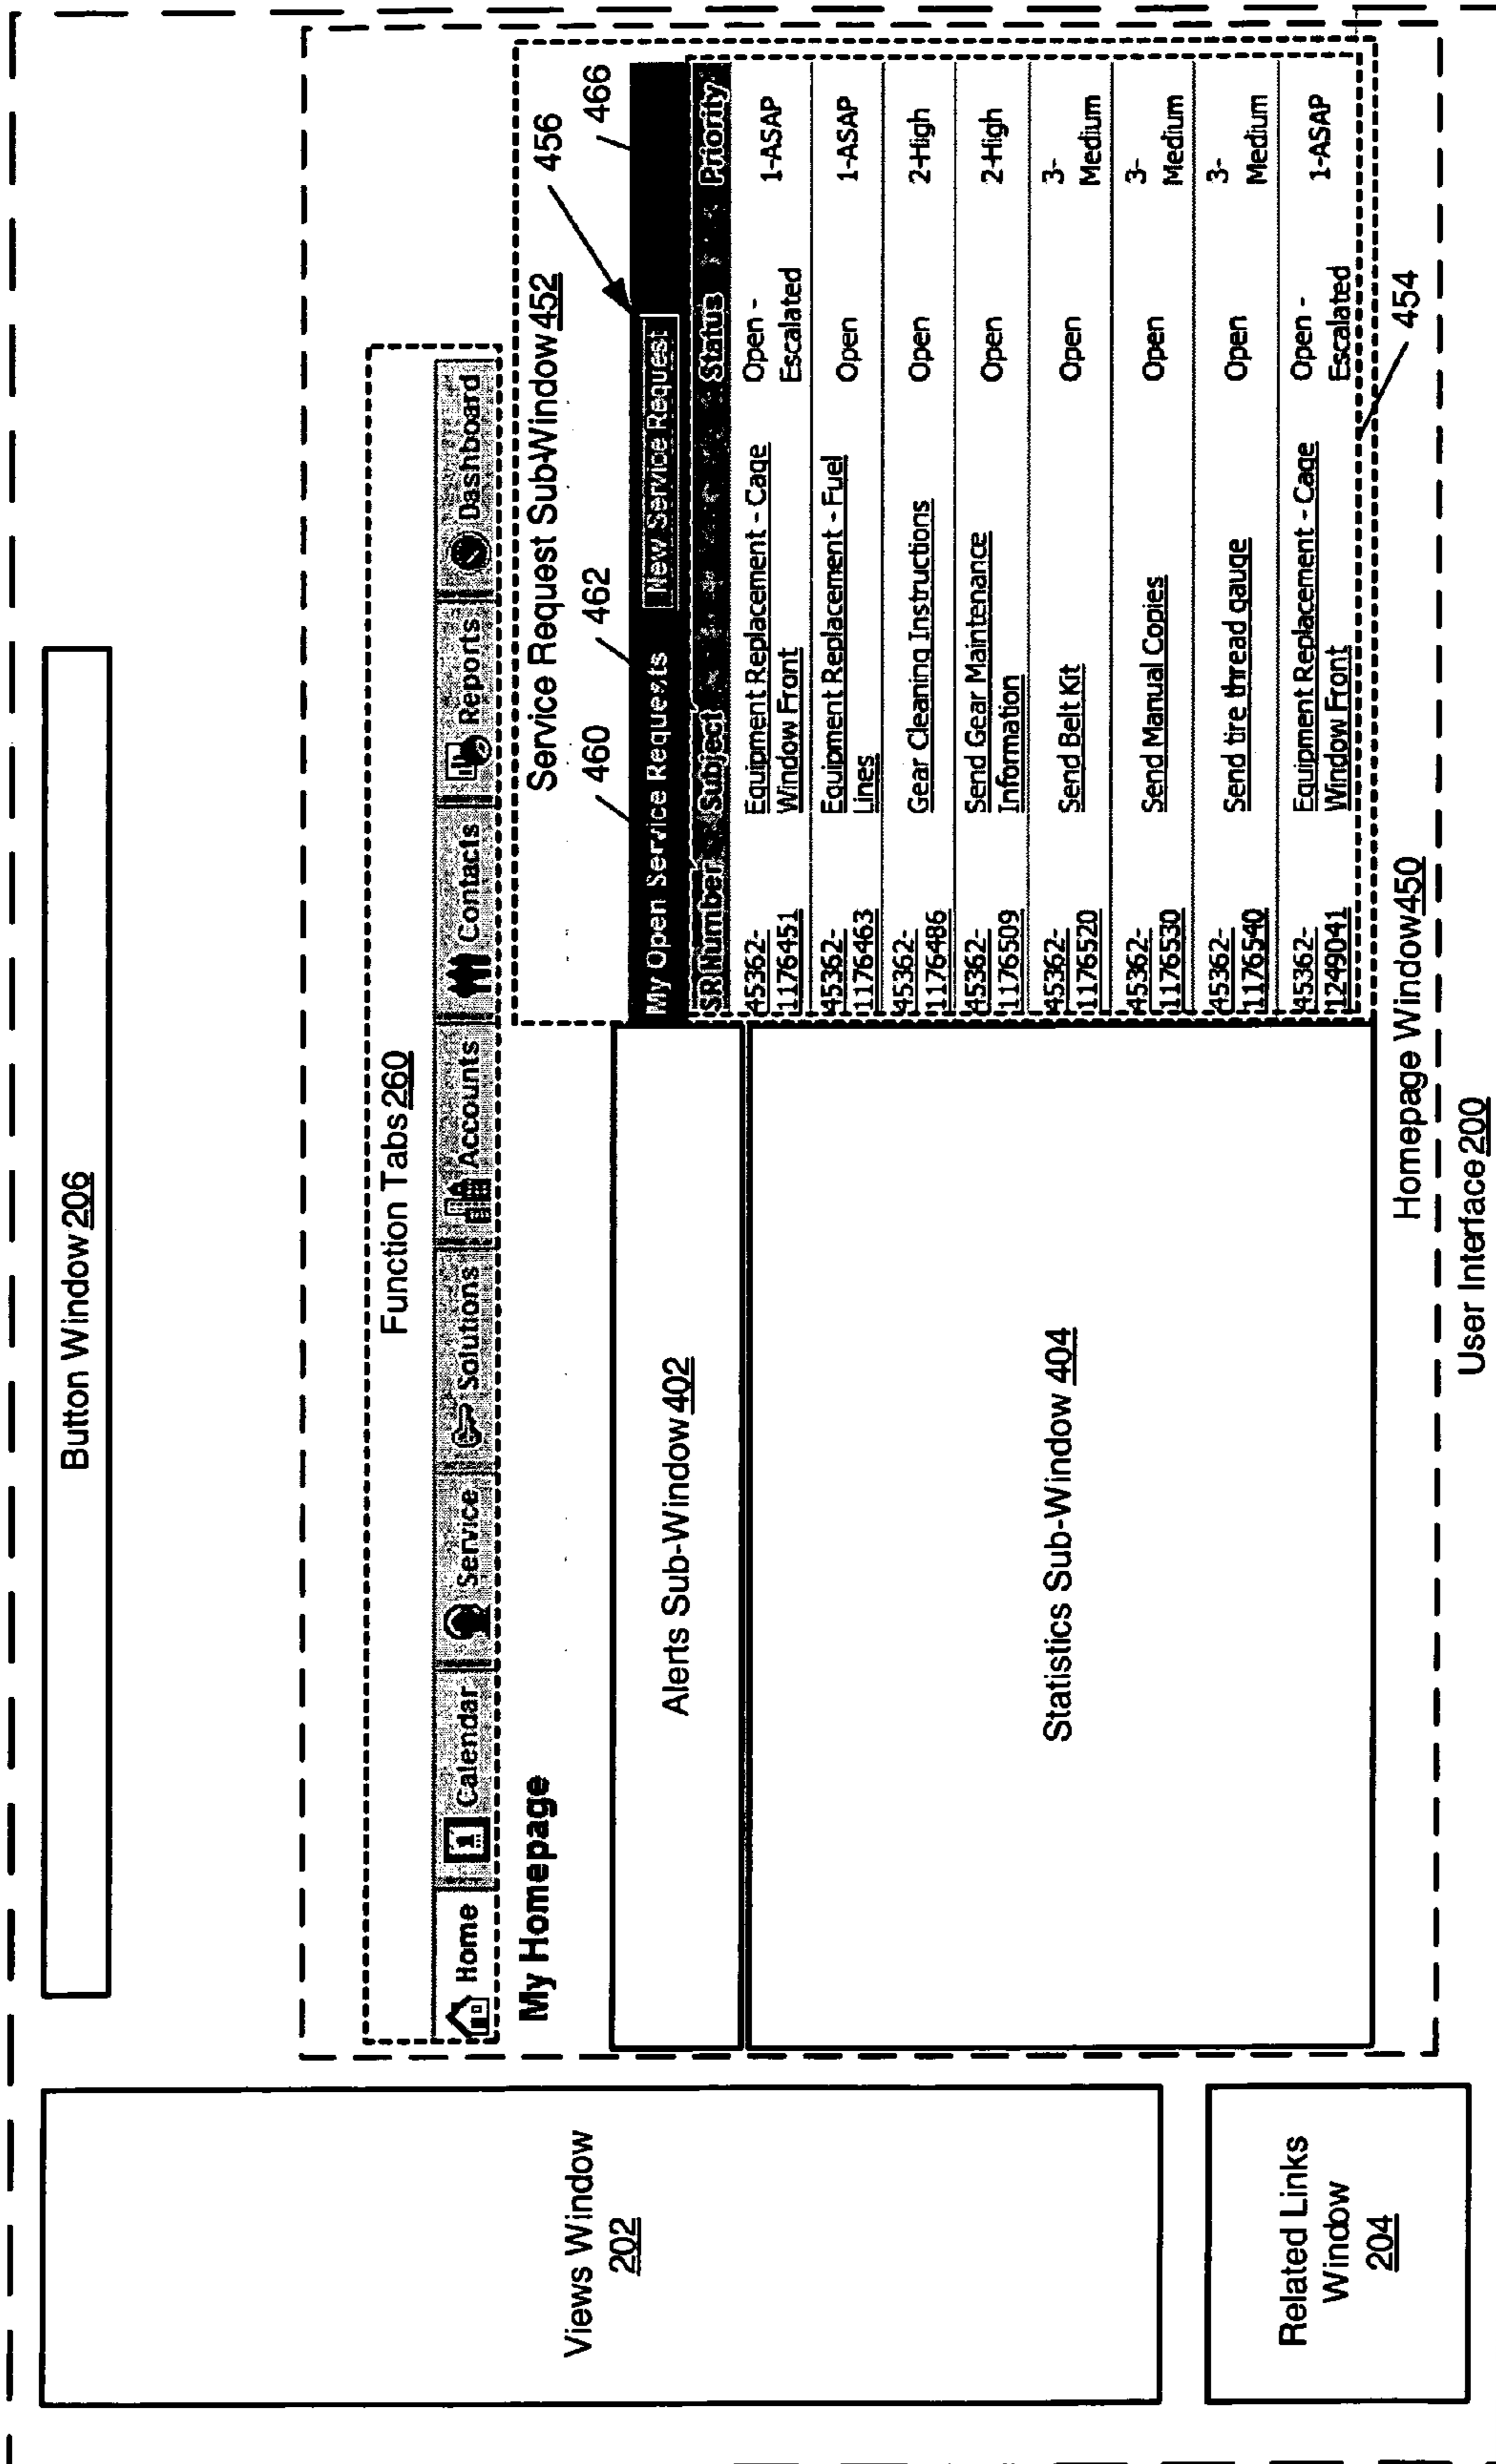 Button Window 206
Views Window
202
Related Links
Window
204
Function Tabs 260
Home Calendar Service Solutions Accounts Contacts Reports Dashboard
My Homepage
Service Request Sub-Window 452
456
460
462
466
Alerts Sub-Window 402
Statistics Sub-Window 404
My Open Service Requests New Service Request
SR Number Subject Status Priority
45362- Equipment Replacement - Cage Open - 1-ASAP
1176451 Window Front Escalated
45362- Equipment Replacement - Fuel Open 1-ASAP
1176463 Lines
45362- Gear Cleaning Instructions Open 2-High
1176486
45362- Send Gear Maintenance Open 2-High
1176509 Information
45362- Send Belt Kit Open 3-
1176520 Medium
45362- Send Manual Copies Open 3-
1176530 Medium
45362- Send tire thread gauge Open 3-
1176540 Medium
45362- Equipment Replacement - Cage Open - 1-ASAP
1249041 Window Front Escalated
454
Homepage Window 450
User Interface 200